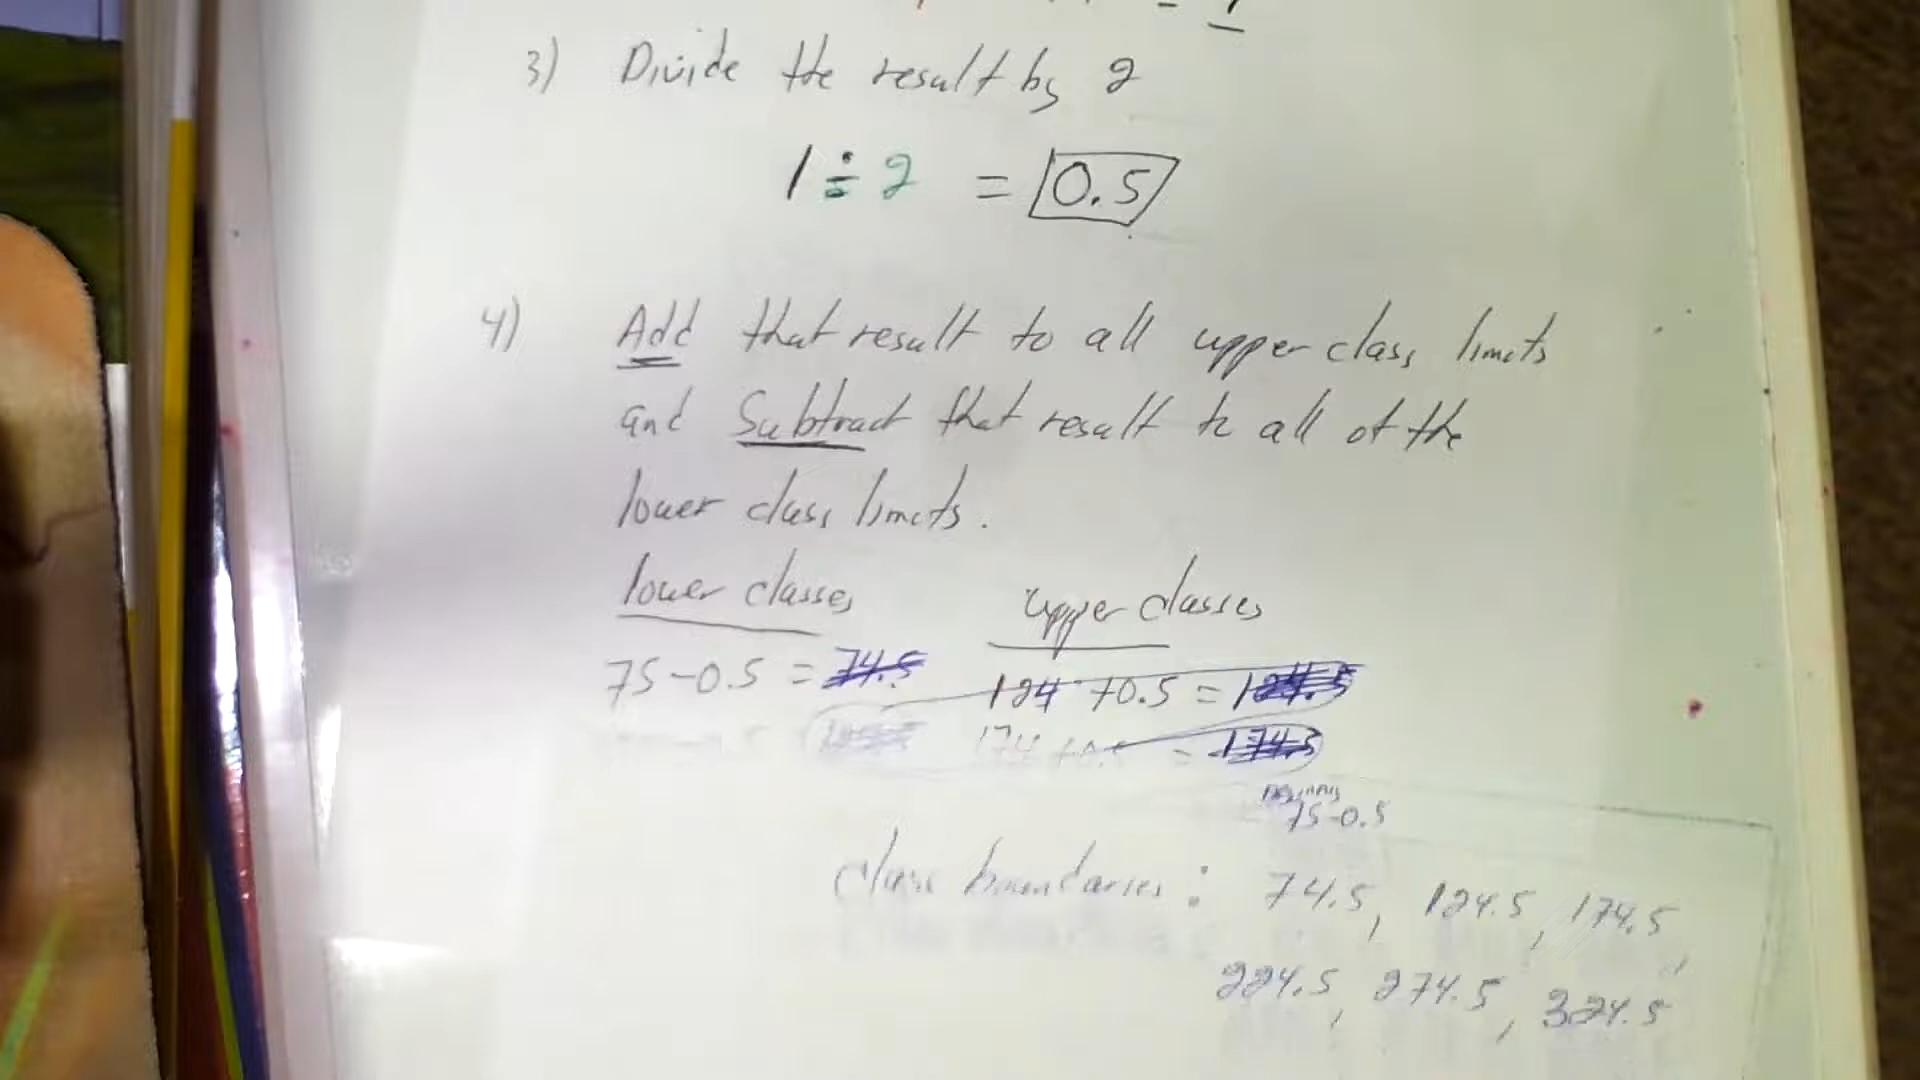 3) Divide the result by 2
1 ÷ 2 = 0.5
4) Add that result to all upper class limits
and Subtract that result to all of the
lower class limits.
lower classes upper classes
75-0.5 = 74.5 124 +0.5 = 124.5
174 +0.5 = 174.5
75-0.5
class boundaries: 74.5, 124.5, 174.5,
224.5, 274.5, 324.5